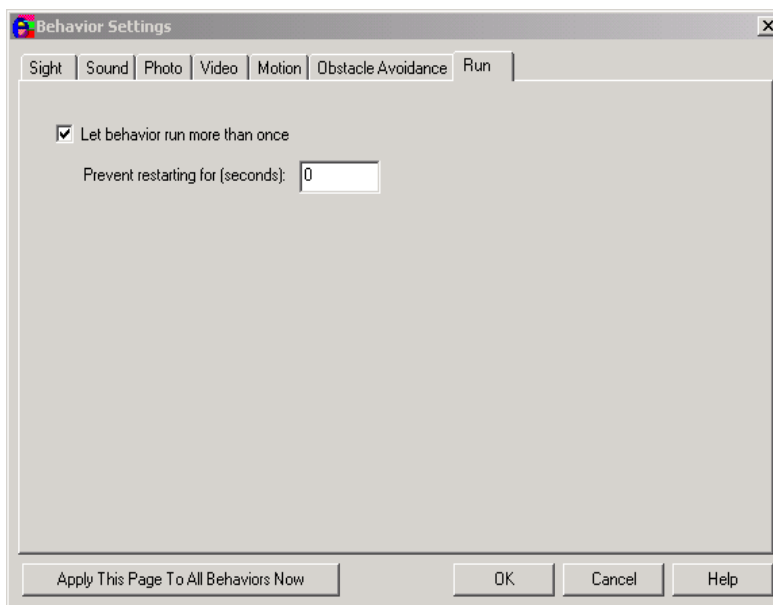 Behavior Settings
Sight Sound Photo Video Motion Obstacle Avoidance Run
Let behavior run more than once
Prevent restarting for (seconds): 0
Apply This Page To All Behaviors Now OK Cancel Help